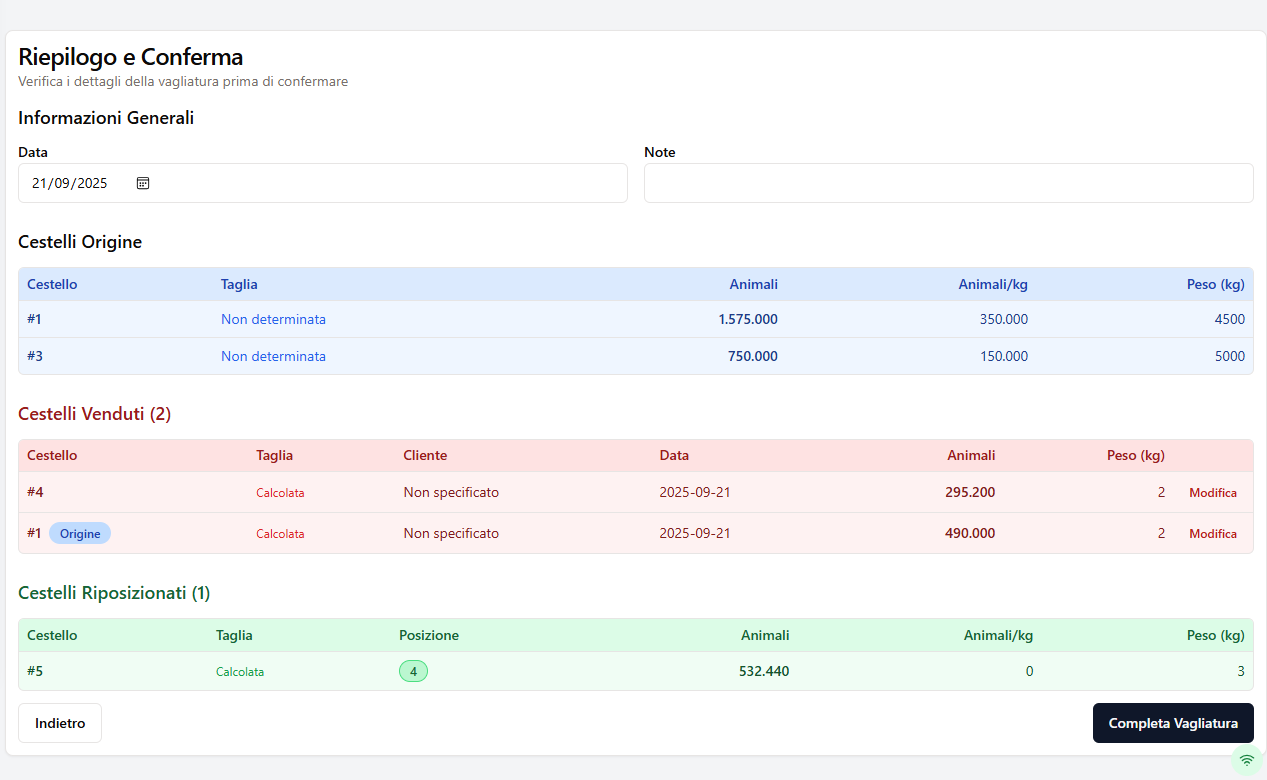 Riepilogo e Conferma
Verifica i dettagli della vagliatura prima di confermare
Informazioni Generali
Data Note
21/09/2025
Cestelli Origine
Cestello Taglia Animali Animali/kg Peso (kg)
#1 Non determinata 1.575.000 350.000 4500
#3 Non determinata 750.000 150.000 5000
Cestelli Venduti (2)
Cestello Taglia Cliente Data Animali Peso (kg)
#4 Calcolata Non specificato 2025-09-21 295.200 2 Modifica
#1 Origine Calcolata Non specificato 2025-09-21 490.000 2 Modifica
Cestelli Riposizionati (1)
Cestello Taglia Posizione Animali Animali/kg Peso (kg)
#5 Calcolata 4 532.440 0 3
Indietro Completa Vagliatura